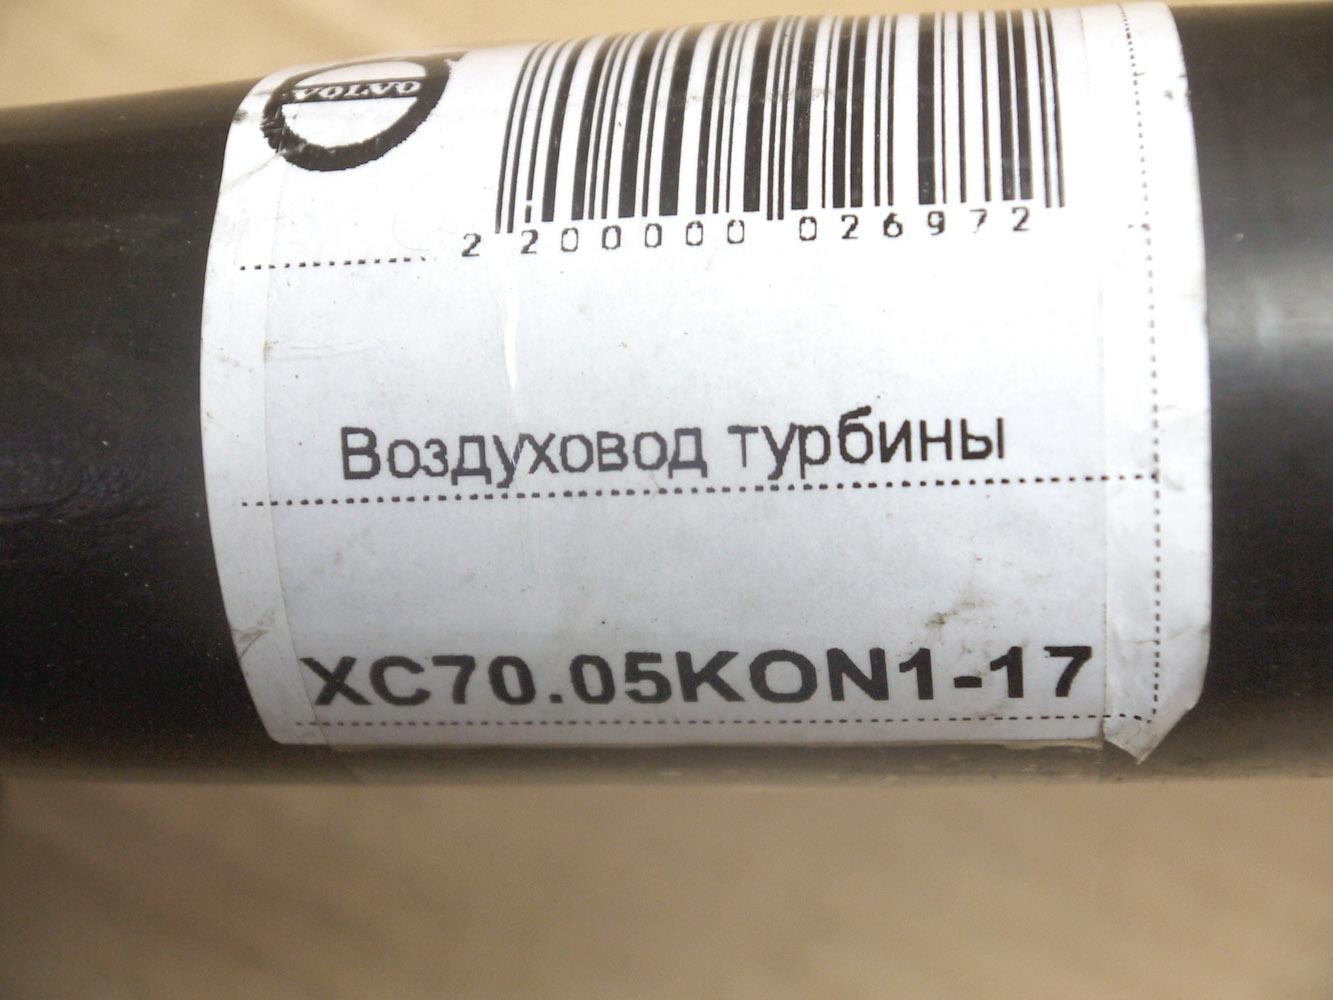 VOLVO
2 200000 026972
Воздуховод турбины
XC70.05KON1-17